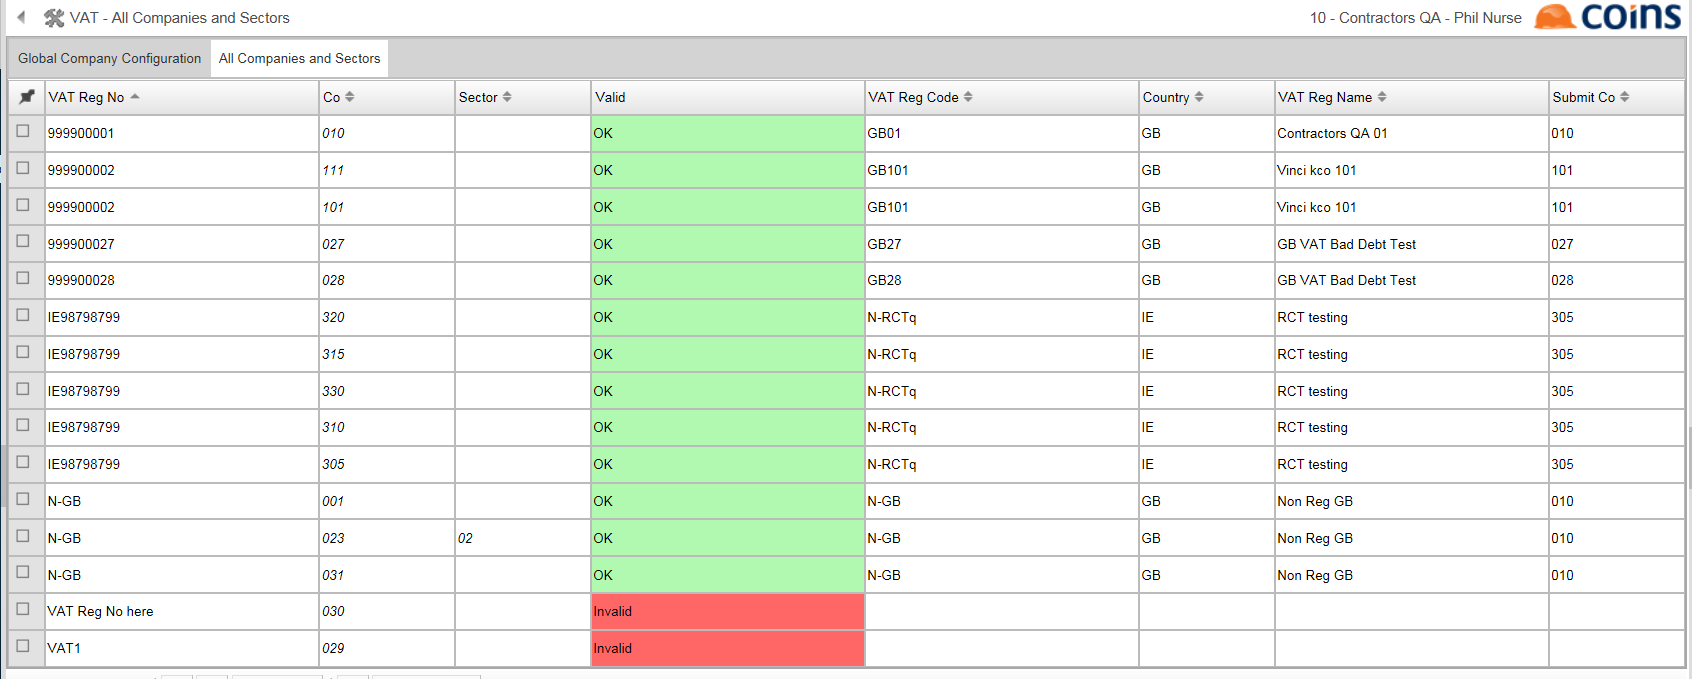 VAT - All Companies and Sectors 10 - Contractors QA - Phil Nurse coins
Global Company Configuration All Companies and Sectors
VAT Reg No Co Sector Valid VAT Reg Code Country VAT Reg Name Submit Co
999900001 010 OK GB01 GB Contractors QA 01 010
999900002 111 OK GB101 GB Vinci kco 101 101
999900002 101 OK GB101 GB Vinci kco 101 101
999900027 027 OK GB27 GB GB VAT Bad Debt Test 027
999900028 028 OK GB28 GB GB VAT Bad Debt Test 028
IE98798799 320 OK N-RCTq IE RCT testing 305
IE98798799 315 OK N-RCTq IE RCT testing 305
IE98798799 330 OK N-RCTq IE RCT testing 305
IE98798799 310 OK N-RCTq IE RCT testing 305
IE98798799 305 OK N-RCTq IE RCT testing 305
N-GB 001 OK N-GB GB Non Reg GB 010
N-GB 023 02 OK N-GB GB Non Reg GB 010
N-GB 031 OK N-GB GB Non Reg GB 010
VAT Reg No here 030 Invalid
VAT1 029 Invalid